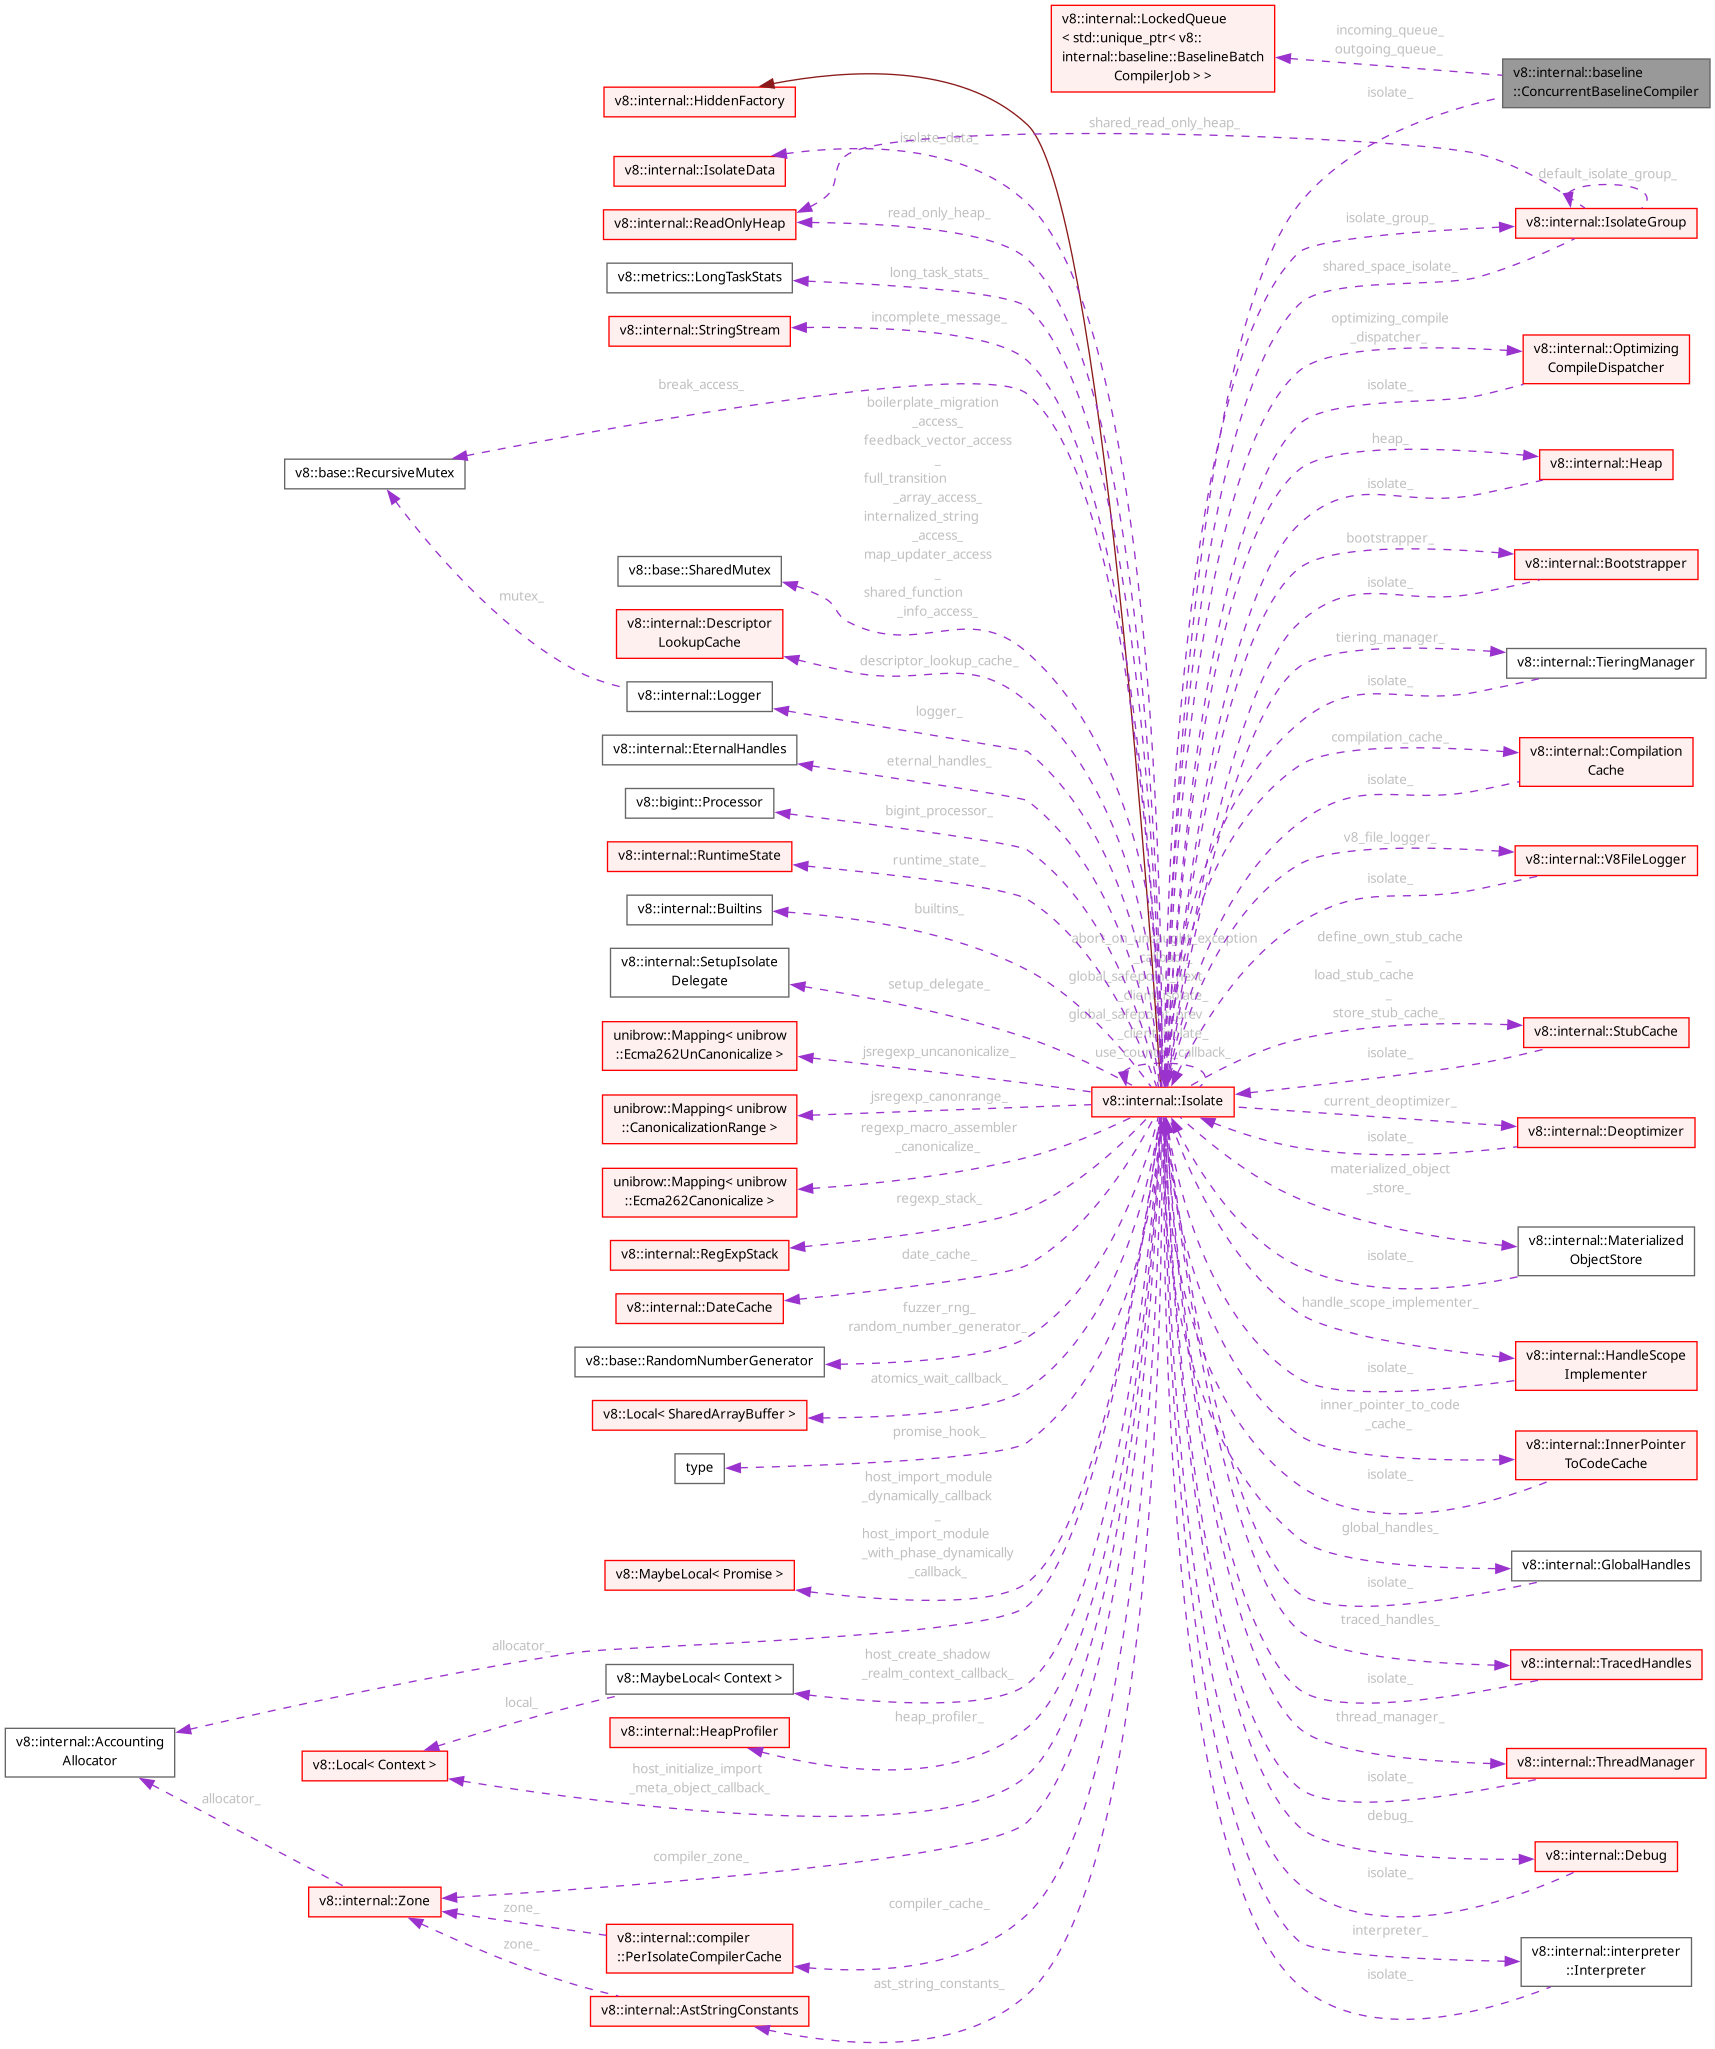 v8::internal::LockedQueue
< std::unique_ptr< v8::
internal::baseline::BaselineBatch
CompilerJob > >
incoming_queue_
outgoing_queue_
v8::internal::baseline
::ConcurrentBaselineCompiler
isolate_
v8::internal::HiddenFactory
shared_read_only_heap_
isolate_data_
v8::internal::IsolateData
default_isolate_group_
v8::internal::ReadOnlyHeap
read_only_heap_
isolate_group_
v8::internal::IsolateGroup
v8::metrics::LongTaskStats
long_task_stats_
shared_space_isolate_
v8::internal::StringStream
incomplete_message_
optimizing_compile
_dispatcher_
v8::internal::Optimizing
CompileDispatcher
break_access_
isolate_
boilerplate_migration
_access_
feedback_vector_access
_
full_transition
_array_access_
internalized_string
_access_
map_updater_access
_
shared_function
_info_access_
heap_
v8::internal::Heap
v8::base::RecursiveMutex
isolate_
bootstrapper_
v8::internal::Bootstrapper
v8::base::SharedMutex
isolate_
mutex_
v8::internal::Descriptor
LookupCache
descriptor_lookup_cache_
tiering_manager_
v8::internal::TieringManager
isolate_
v8::internal::Logger
logger_
compilation_cache_
v8::internal::Compilation
Cache
v8::internal::EternalHandles
eternal_handles_
isolate_
v8::bigint::Processor
bigint_processor_
v8_file_logger_
v8::internal::V8FileLogger
v8::internal::RuntimeState
runtime_state_
isolate_
v8::internal::Builtins
builtins_
abort_on_uncaught_exception
_callback_
global_safepoint_next
_client_isolate_
global_safepoint_prev
_client_isolate_
use_counter_callback_
define_own_stub_cache
_
load_stub_cache
_
store_stub_cache_
v8::internal::SetupIsolate
Delegate
setup_delegate_
v8::internal::StubCache
unibrow::Mapping< unibrow
::Ecma262UnCanonicalize >
jsregexp_uncanonicalize_
isolate_
v8::internal::Isolate
unibrow::Mapping< unibrow
::CanonicalizationRange >
jsregexp_canonrange_
current_deoptimizer_
v8::internal::Deoptimizer
isolate_
regexp_macro_assembler
_canonicalize_
unibrow::Mapping< unibrow
::Ecma262Canonicalize >
materialized_object
_store_
regexp_stack_
v8::internal::RegExpStack
v8::internal::Materialized
ObjectStore
isolate_
date_cache_
v8::internal::DateCache
handle_scope_implementer_
fuzzer_rng_
random_number_generator_
v8::base::RandomNumberGenerator
v8::internal::HandleScope
Implementer
isolate_
atomics_wait_callback_
v8::Local< SharedArrayBuffer >
inner_pointer_to_code
_cache_
promise_hook_
type
v8::internal::InnerPointer
ToCodeCache
isolate_
host_import_module
_dynamically_callback
_
host_import_module
_with_phase_dynamically
_callback_
global_handles_
v8::internal::GlobalHandles
v8::MaybeLocal< Promise >
isolate_
allocator_
traced_handles_
host_create_shadow
_realm_context_callback_
v8::internal::TracedHandles
v8::MaybeLocal< Context >
isolate_
local_
heap_profiler_
thread_manager_
v8::internal::HeapProfiler
v8::internal::Accounting
Allocator
v8::Local< Context >
v8::internal::ThreadManager
host_initialize_import
_meta_object_callback_
isolate_
allocator_
debug_
compiler_zone_
v8::internal::Debug
isolate_
v8::internal::Zone
zone_
compiler_cache_
interpreter_
v8::internal::compiler
::PerIsolateCompilerCache
v8::internal::interpreter
::Interpreter
zone_
isolate_
ast_string_constants_
v8::internal::AstStringConstants